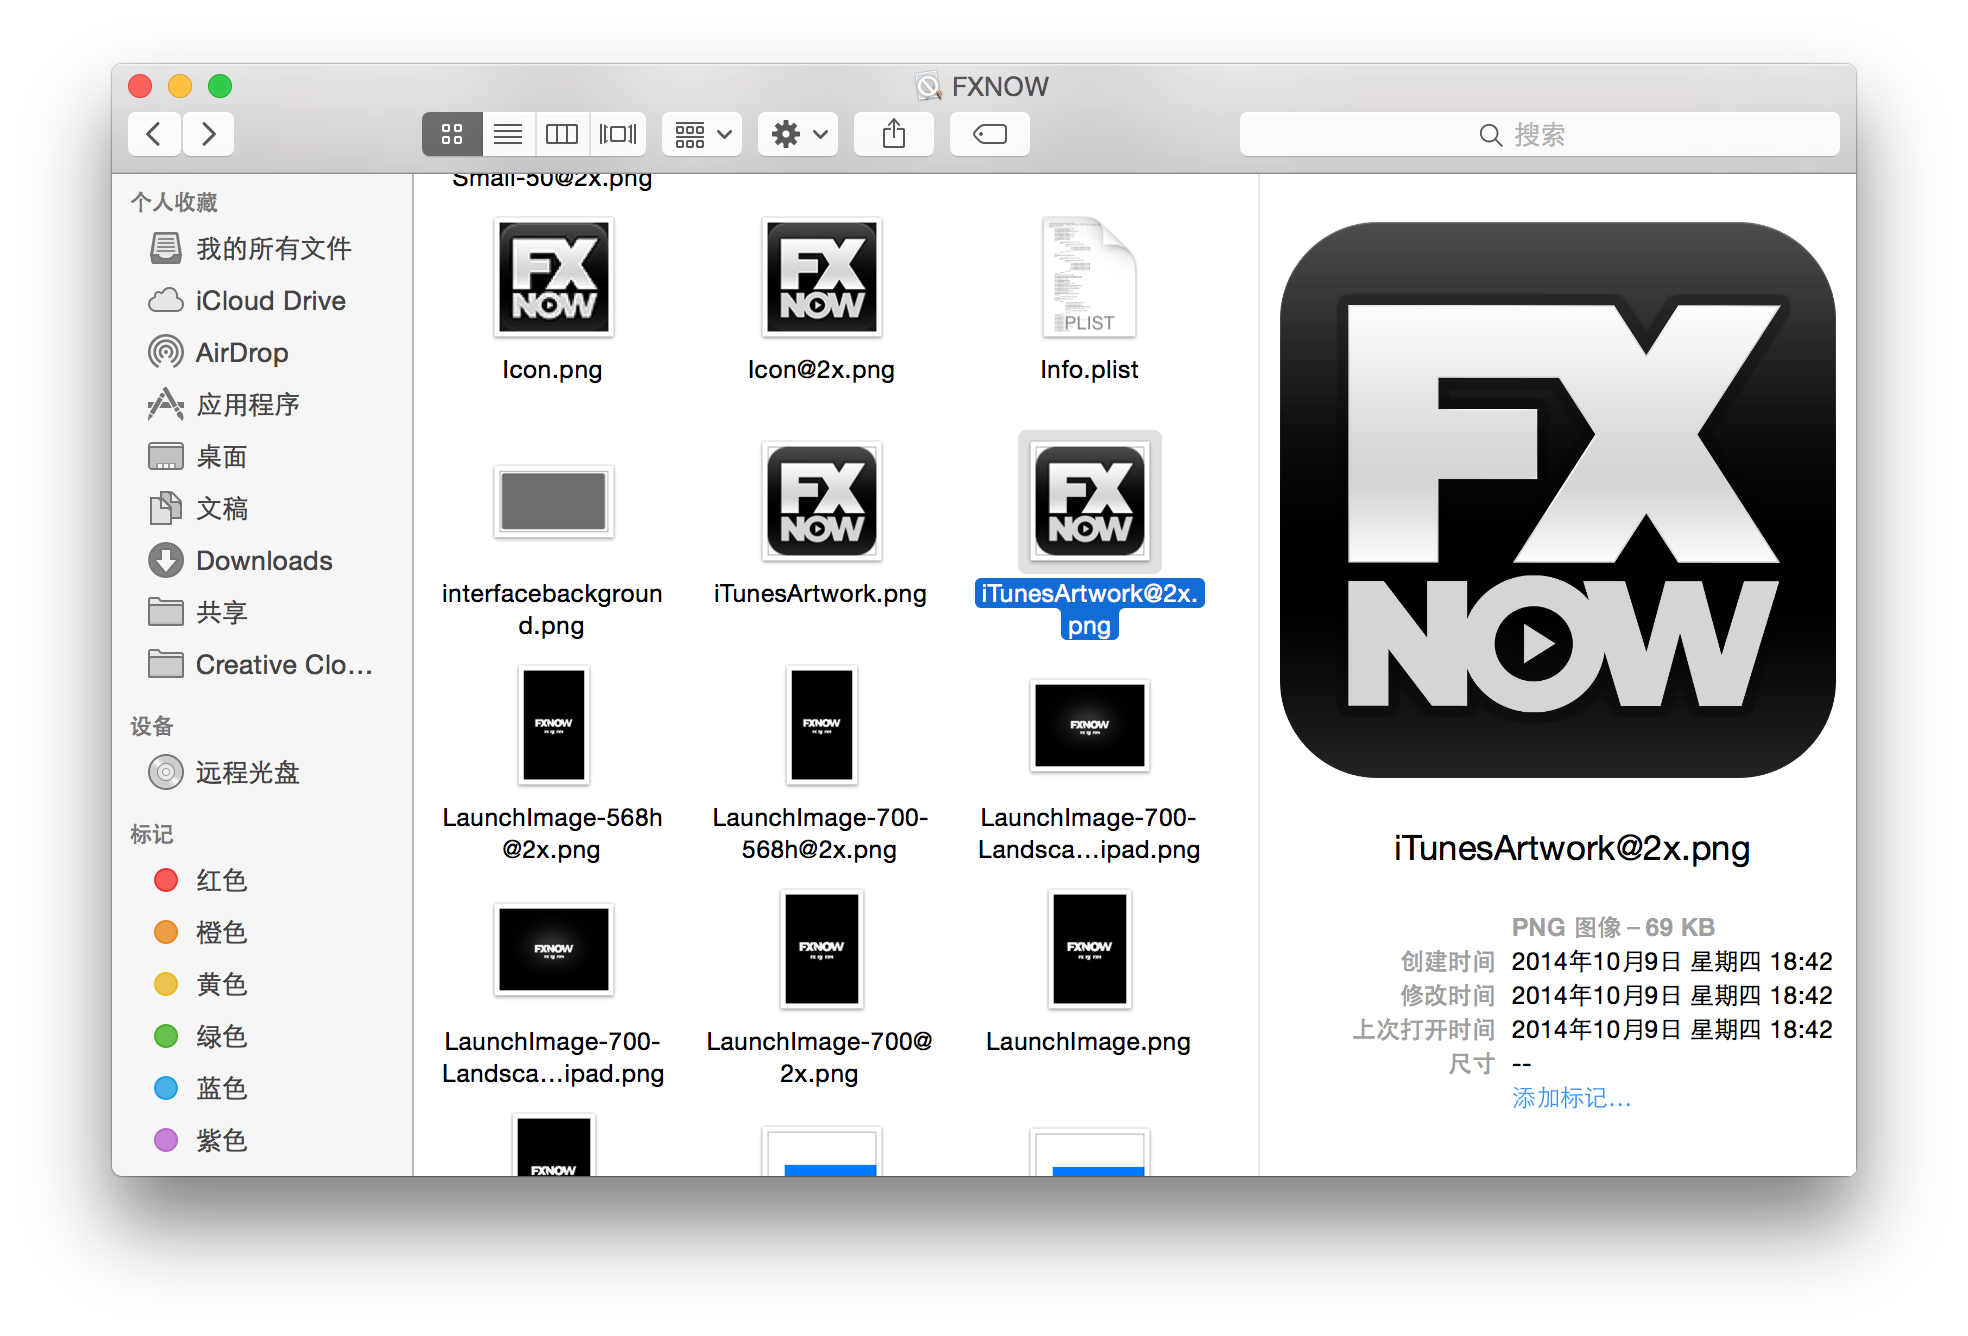 FXNOW
搜索
个人收藏
我的所有文件
iCloud Drive
AirDrop
应用程序
桌面
文稿
Downloads
共享
Creative Clo…
设备
远程光盘
标记
红色
橙色
黄色
绿色
蓝色
紫色
Small-50@2x.png
FX
NOW
FX
NOW
PLIST
Icon.png
Icon@2x.png
Info.plist
FX
NOW
FX
NOW
interfacebackgroun
d.png
iTunesArtwork.png
iTunesArtwork@2x.
png
FXNOW
FXNOW
FXNOW
LaunchImage-568h
@2x.png
LaunchImage-700-
568h@2x.png
LaunchImage-700-
Landsca…ipad.png
FXNOW
FXNOW
FXNOW
LaunchImage-700-
Landsca…ipad.png
LaunchImage-700@
2x.png
LaunchImage.png
FXNOW
FX
NOW
iTunesArtwork@2x.png
PNG 图像 – 69 KB
创建时间 2014年10月9日 星期四 18:42
修改时间 2014年10月9日 星期四 18:42
上次打开时间 2014年10月9日 星期四 18:42
尺寸 --
添加标记…